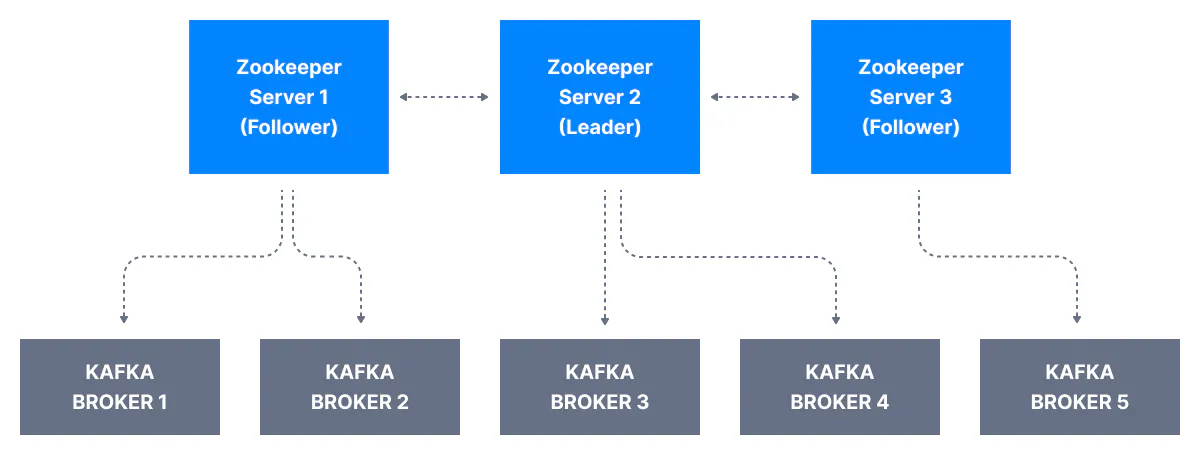 Zookeeper
Server 1
(Follower)
Zookeeper
Server 2
(Leader)
Zookeeper
Server 3
(Follower)
KAFKA
BROKER 1
KAFKA
BROKER 2
KAFKA
BROKER 3
KAFKA
BROKER 4
KAFKA
BROKER 5